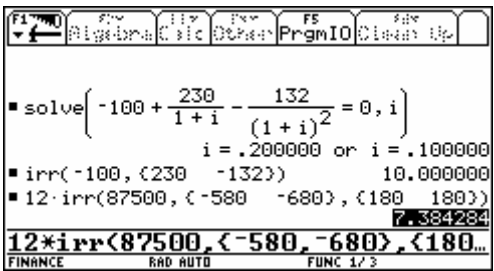 F1 F5
Algebra Calc Other PrgmIO Clean Up
▪ solve(-100 + 230/(1 + i) - 132/(1 + i)^2 = 0, i)
i = .200000 or i = .100000
▪ irr(-100, {230 -132}) 10.000000
▪ 12·irr(87500, {-580 -680}, {180 180})
7.384284
12*irr(87500,{-580,-680},{180…
FINANCE RAD AUTO FUNC 1/3